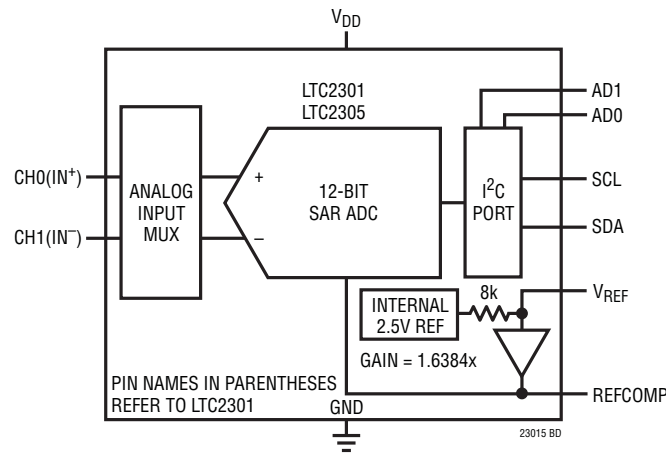 V_DD
LTC2301
LTC2305
AD1
AD0
CH0(IN⁺)
CH1(IN⁻)
ANALOG
INPUT
MUX
+
–
12-BIT
SAR ADC
I²C
PORT
SCL
SDA
INTERNAL
2.5V REF
8k
V_REF
GAIN = 1.6384x
PIN NAMES IN PARENTHESES
REFER TO LTC2301
GND
REFCOMP
23015 BD